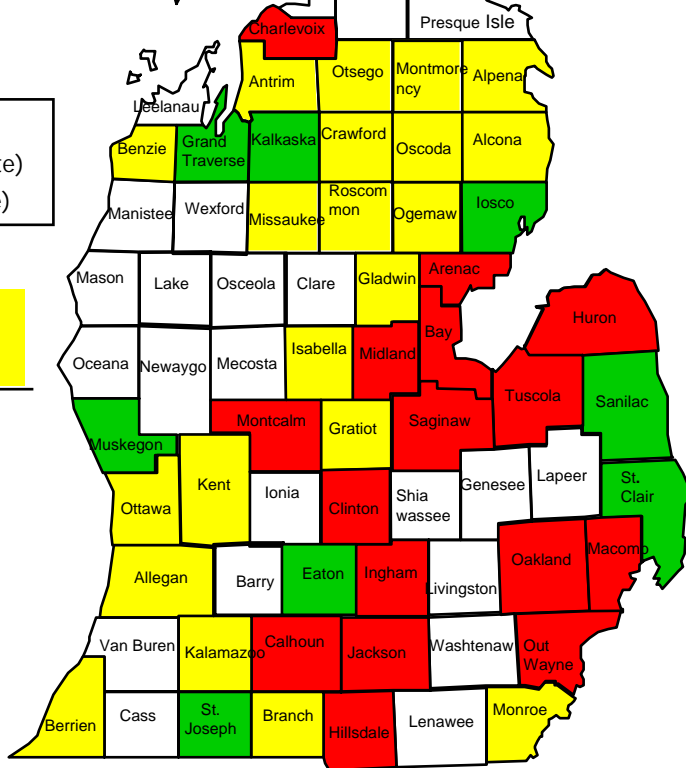 Presque Isle
Charlevoix
Antrim
Otsego
Montmore
ncy
Alpena
Leelanau
te)
e)
Benzie
Grand
Traverse
Kalkaska
Crawford
Oscoda
Alcona
Manistee
Wexford
Missaukee
Roscom
mon
Ogemaw
Iosco
Mason
Lake
Osceola
Clare
Gladwin
Arenac
Oceana
Newaygo
Mecosta
Isabella
Midland
Bay
Huron
Muskegon
Montcalm
Gratiot
Saginaw
Tuscola
Sanilac
Ottawa
Kent
Ionia
Clinton
Shia
wassee
Genesee
Lapeer
St.
Clair
Allegan
Barry
Eaton
Ingham
Livingston
Oakland
Macomb
Van Buren
Kalamazoo
Calhoun
Jackson
Washtenaw
Out
Wayne
Berrien
Cass
St.
Joseph
Branch
Hillsdale
Lenawee
Monroe